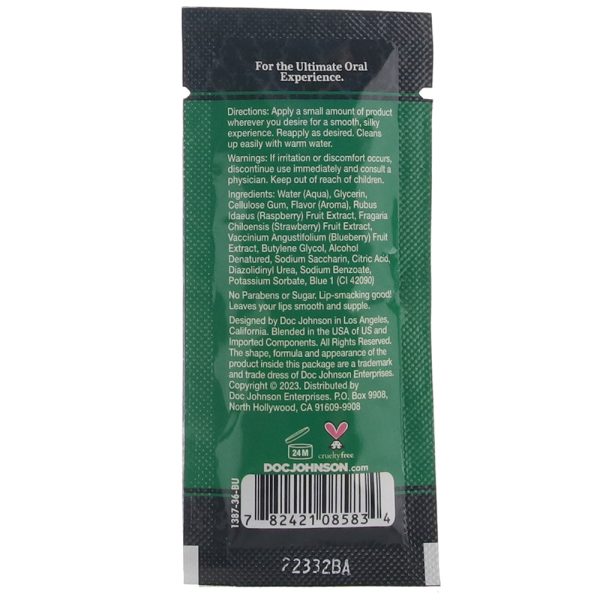 For the Ultimate Oral
Experience.
Directions: Apply a small amount of product
wherever you desire for a smooth, silky
experience. Reapply as desired. Cleans
up easily with warm water.
Warnings: If irritation or discomfort occurs,
discontinue use immediately and consult a
physician. Keep out of reach of children.
Ingredients: Water (Aqua), Glycerin,
Cellulose Gum, Flavor (Aroma), Rubus
Idaeus (Raspberry) Fruit Extract, Fragaria
Chiloensis (Strawberry) Fruit Extract,
Vaccinium Angustifolium (Blueberry) Fruit
Extract, Butylene Glycol, Alcohol
Denatured, Sodium Saccharin, Citric Acid,
Diazolidinyl Urea, Sodium Benzoate,
Potassium Sorbate, Blue 1 (CI 42090)
No Parabens or Sugar. Lip-smacking good!
Leaves your lips smooth and supple.
Designed by Doc Johnson in Los Angeles,
California. Blended in the USA of US and
Imported Components. All Rights Reserved.
The shape, formula and appearance of the
product inside this package are a trademark
and trade dress of Doc Johnson Enterprises.
Copyright © 2023. Distributed by
Doc Johnson Enterprises. P.O. Box 9908,
North Hollywood, CA 91609-9908
24 M
crueltyfree
DOCJOHNSON.com
1387-36-BU
7 82421 08583 4
22332BA